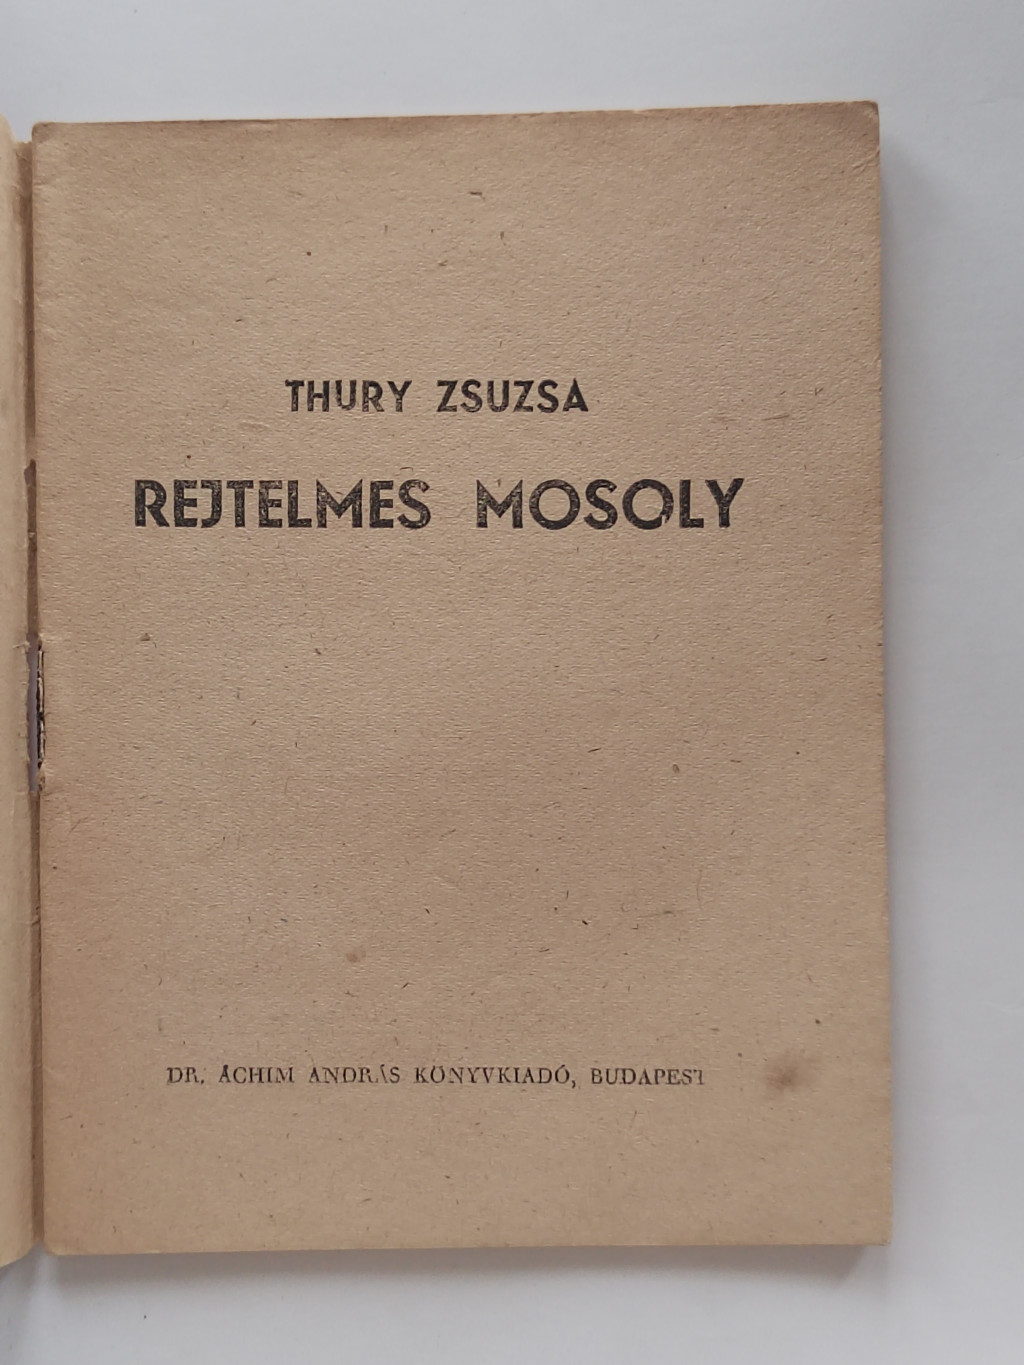 THURY ZSUZSA
REJTELMES MOSOLY
DR. ÁCHIM ANDRÁS KÖNYVKIADÓ, BUDAPEST